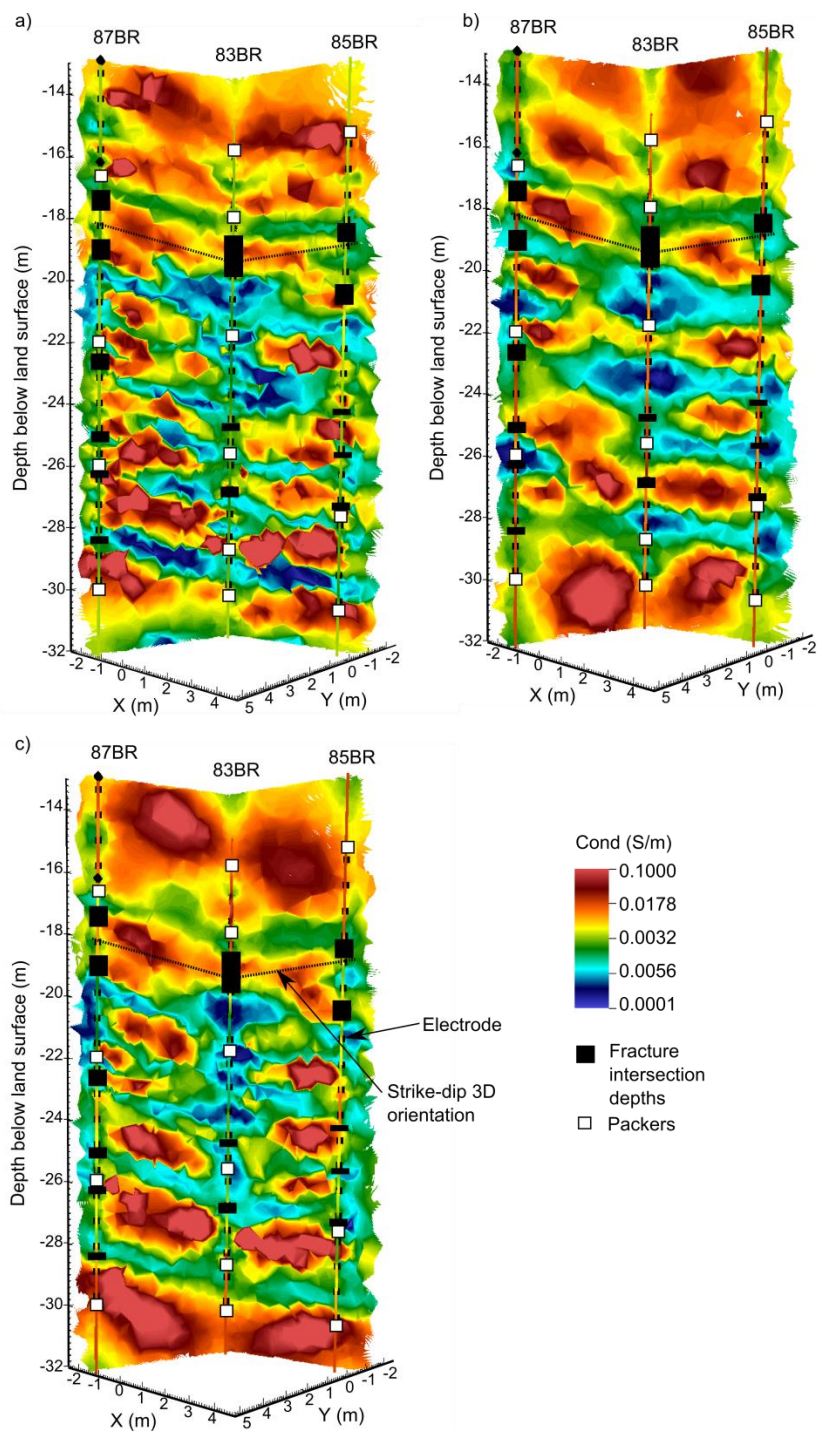 a)
87BR
83BR
85BR
-14
-16
-18
-20
-22
-24
-26
-28
-30
-32
Depth below land surface (m)
-2 -1 0 1 2 3 4 5
X (m)
4 3 2 1 0 -1 -2
Y (m)
b)
87BR
83BR
85BR
-14
-16
-18
-20
-22
-24
-26
-28
-30
-32
Depth below land surface (m)
-2 -1 0 1 2 3 4 5
X (m)
4 3 2 1 0 -1 -2
Y (m)
c)
87BR
83BR
85BR
-14
-16
-18
-20
-22
-24
-26
-28
-30
-32
Depth below land surface (m)
-2 -1 0 1 2 3 4 5
X (m)
4 3 2 1 0 -1 -2
Y (m)
Electrode
Strike-dip 3D
orientation
Cond (S/m)
0.1000
0.0178
0.0032
0.0056
0.0001
Fracture
intersection
depths
Packers